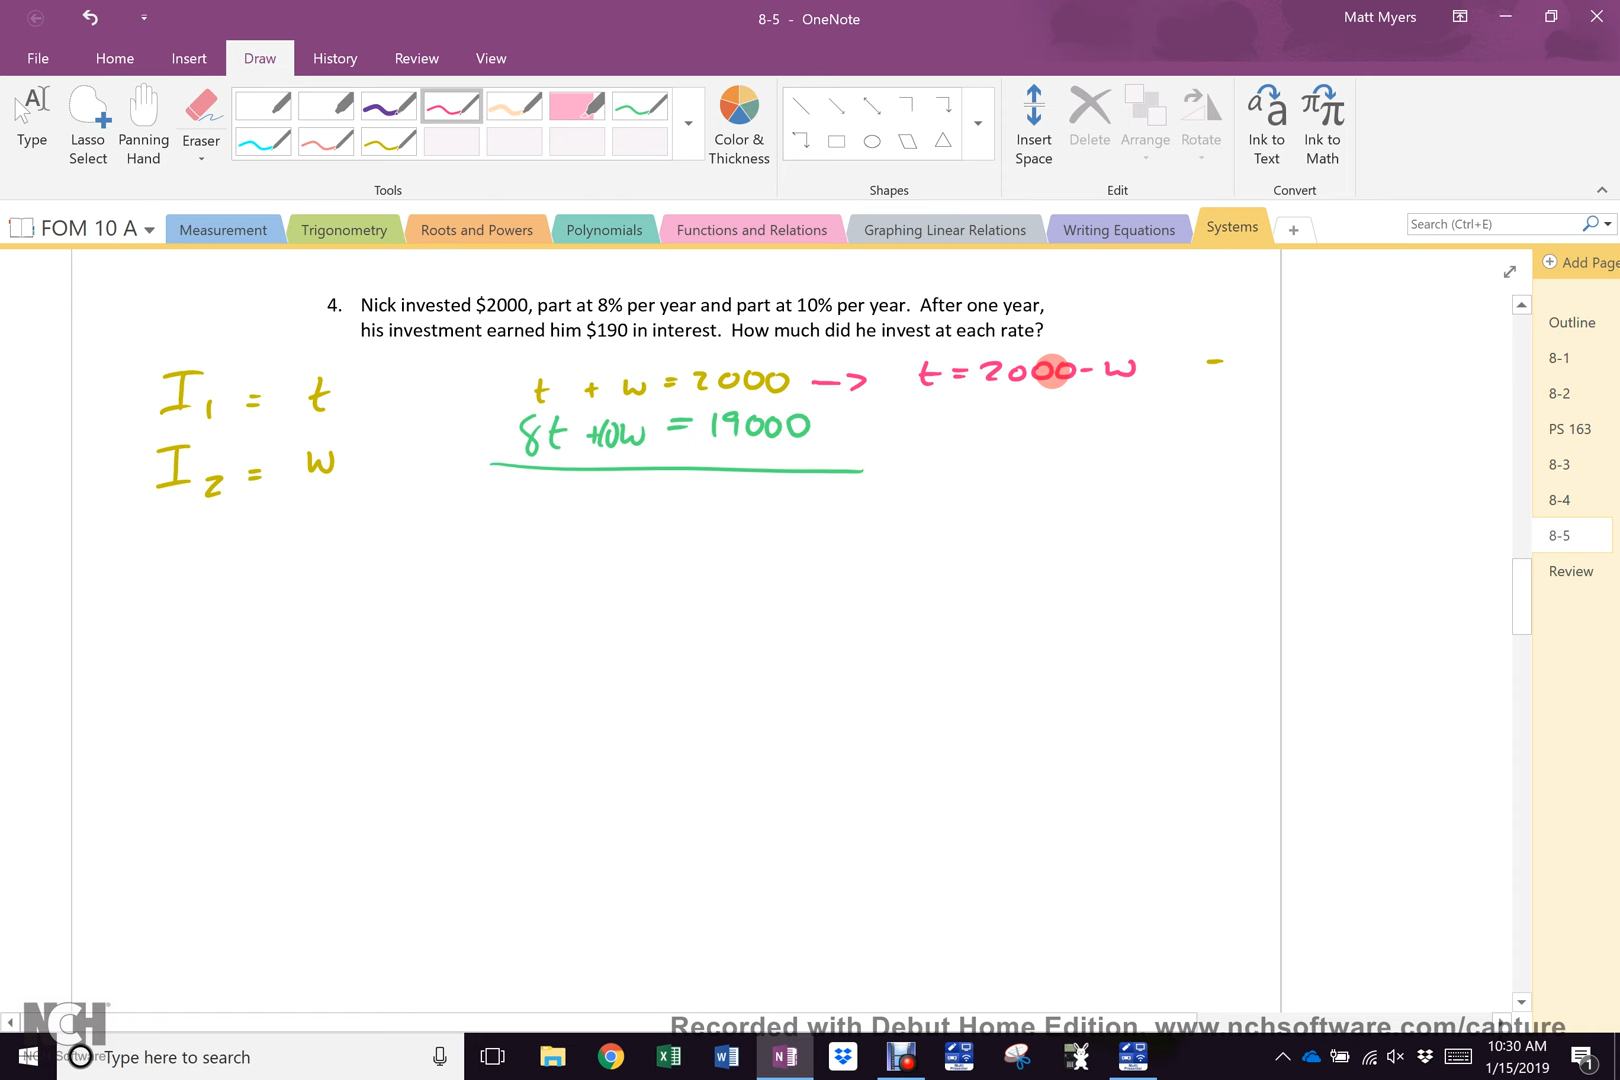 8-5 - OneNote
Matt Myers
File Home Insert Draw History Review View
Type
Lasso Select
Panning Hand
Eraser
Color & Thickness
Insert Space
Delete
Arrange
Rotate
Ink to Text
Ink to Math
Tools
Shapes
Edit
Convert
FOM 10 A
Measurement Trigonometry Roots and Powers Polynomials Functions and Relations Graphing Linear Relations Writing Equations Systems +
Search (Ctrl+E)
Add Page
Outline
8-1
8-2
PS 163
8-3
8-4
8-5
Review
4. Nick invested $2000, part at 8% per year and part at 10% per year. After one year,
his investment earned him $190 in interest. How much did he invest at each rate?
I₁ = t
I₂ = w
t + w = 2000 —> t = 2000 - w
8t +10w = 19000
Recorded with Debut Home Edition. www.nchsoftware.com/capture
NCH
NCH Software
Type here to search
10:30 AM
1/15/2019